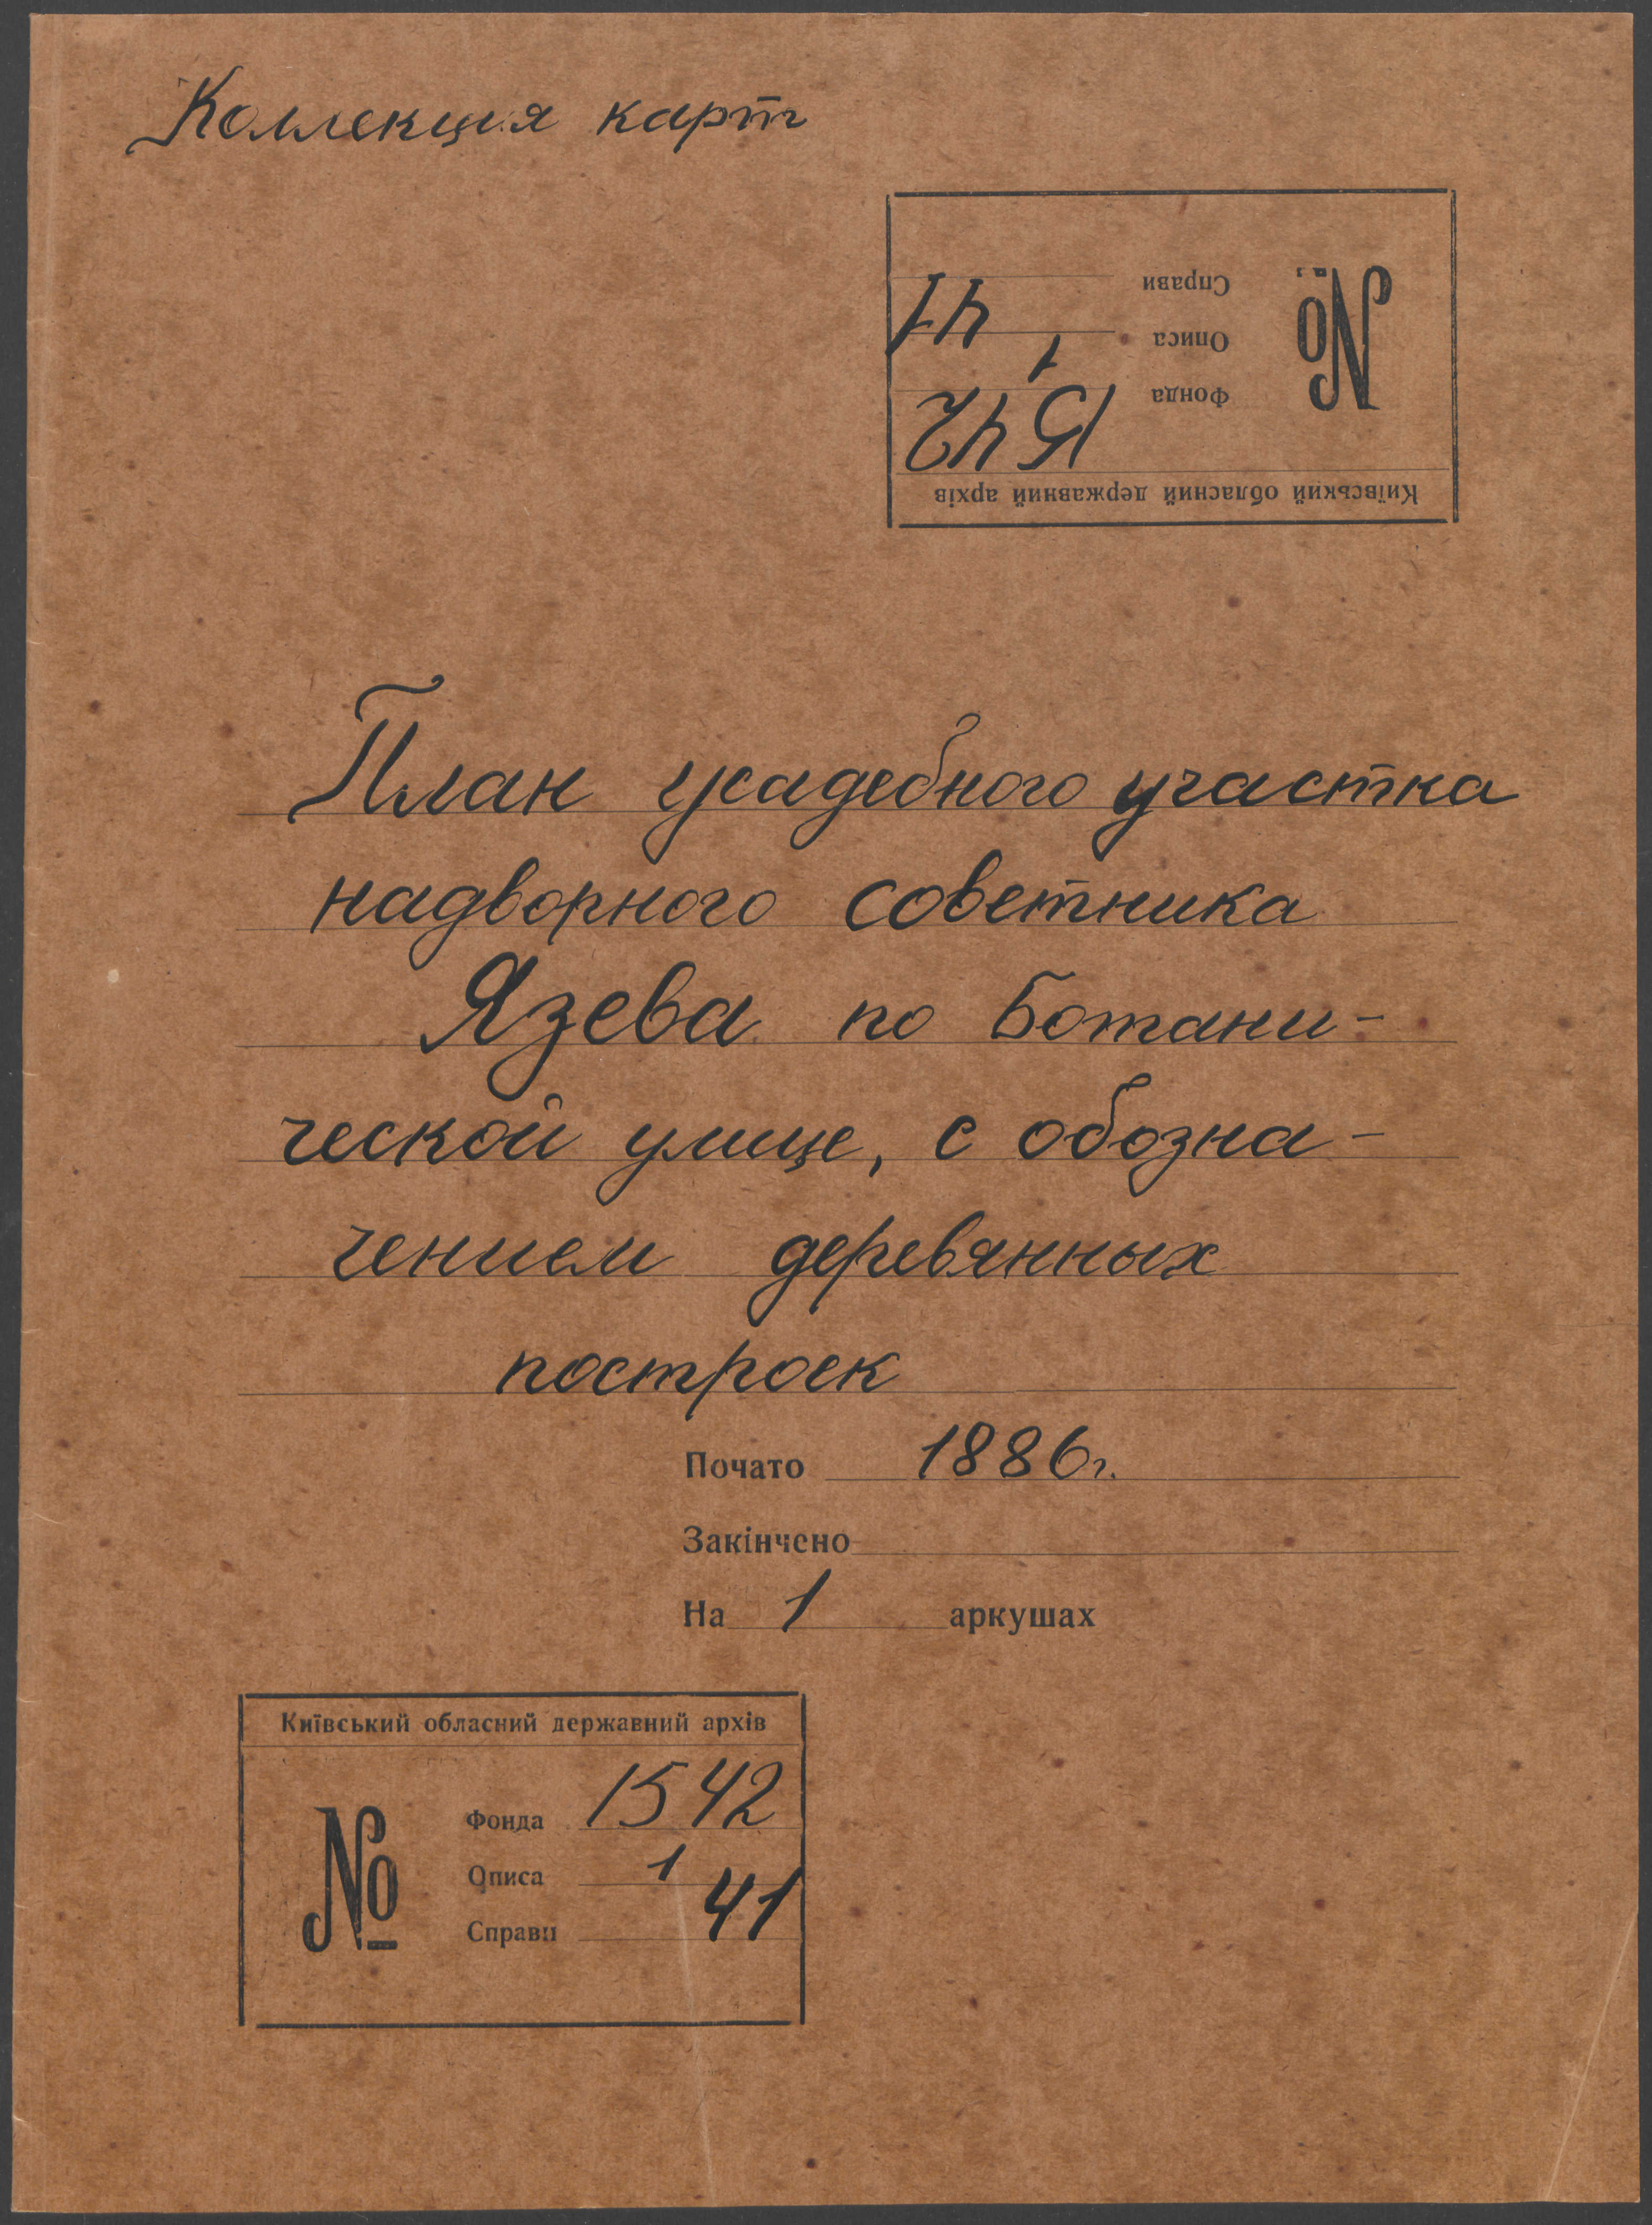 Коллекция карт
Київський обласний державний архів
№
Фонда 1542
Описа 1
Справи 41
План усадебного участка
надворного советника
Язева по Ботани-
ческой улице, с обозна-
чением деревянных
построек
Почато 1886г.
Закінчено
На 1 аркушах
Київський обласний державний архів
№
Фонда 1542
Описа 1
Справи 41